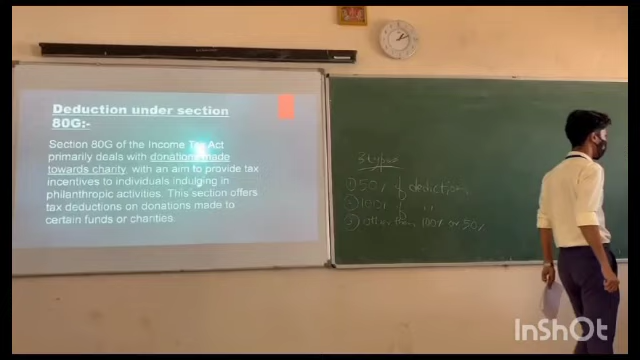 Deduction under section
80G:-
Section 80G of the Income Tax Act
primarily deals with donations made
towards charity, with an aim to provide tax
incentives to individuals indulging in
philanthropic activities. This section offers
tax deductions on donations made to
certain funds or charities.
3 types
① 50% of deduction
② 100% of " "
③ Other than 100% or 50%
InShOt